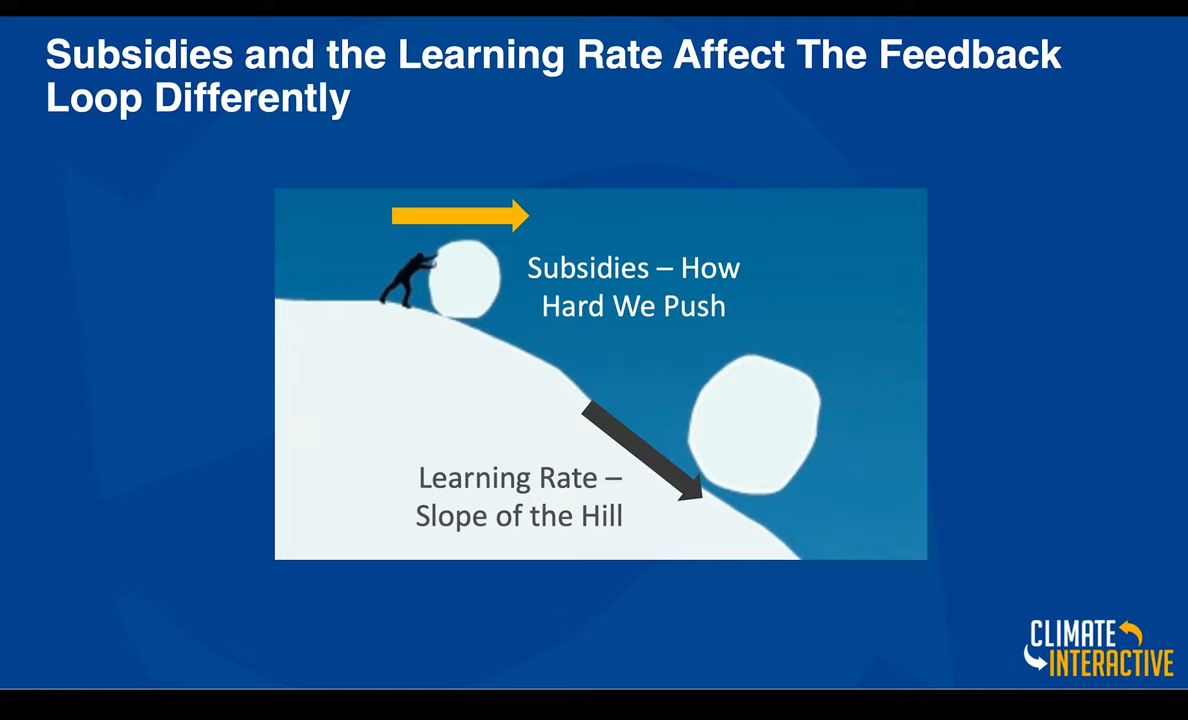 Subsidies and the Learning Rate Affect The Feedback
Loop Differently
Subsidies – How
Hard We Push
Learning Rate –
Slope of the Hill
CLIMATE
INTERACTIVE